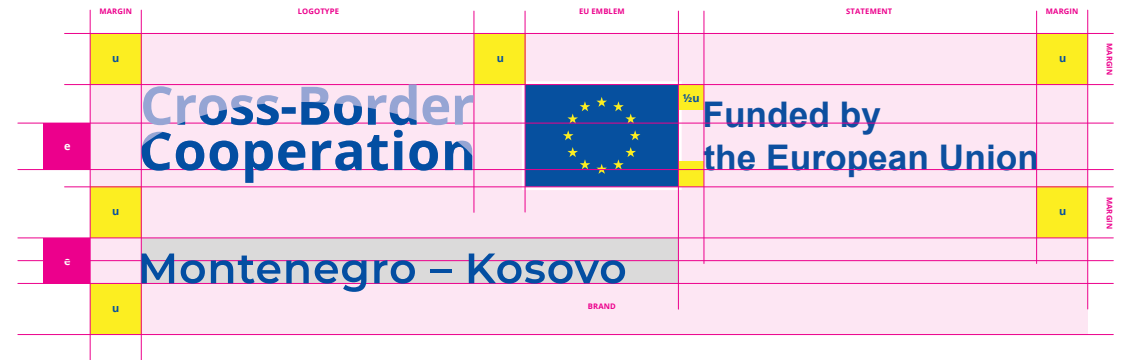 MARGIN LOGOTYPE EU EMBLEM STATEMENT MARGIN
u u u MARGIN
½u
Cross-Border Funded by
e Cooperation the European Union
u u MARGIN
e Montenegro – Kosovo
u BRAND